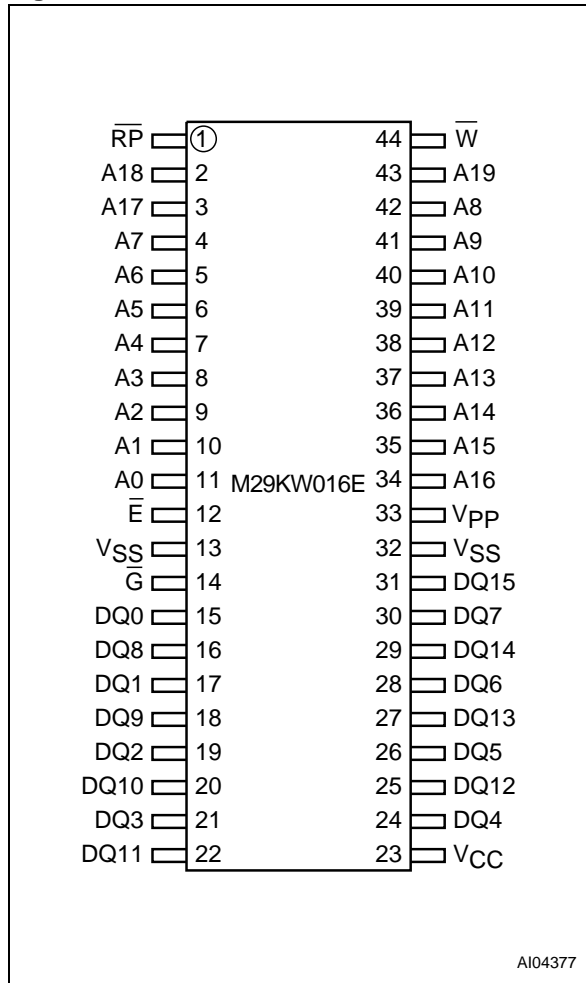 R̅P̅ 1 44 W̅
A18 2 43 A19
A17 3 42 A8
A7 4 41 A9
A6 5 40 A10
A5 6 39 A11
A4 7 38 A12
A3 8 37 A13
A2 9 36 A14
A1 10 35 A15
A0 11 M29KW016E 34 A16
E̅ 12 33 VPP
VSS 13 32 VSS
G̅ 14 31 DQ15
DQ0 15 30 DQ7
DQ8 16 29 DQ14
DQ1 17 28 DQ6
DQ9 18 27 DQ13
DQ2 19 26 DQ5
DQ10 20 25 DQ12
DQ3 21 24 DQ4
DQ11 22 23 VCC
AI04377